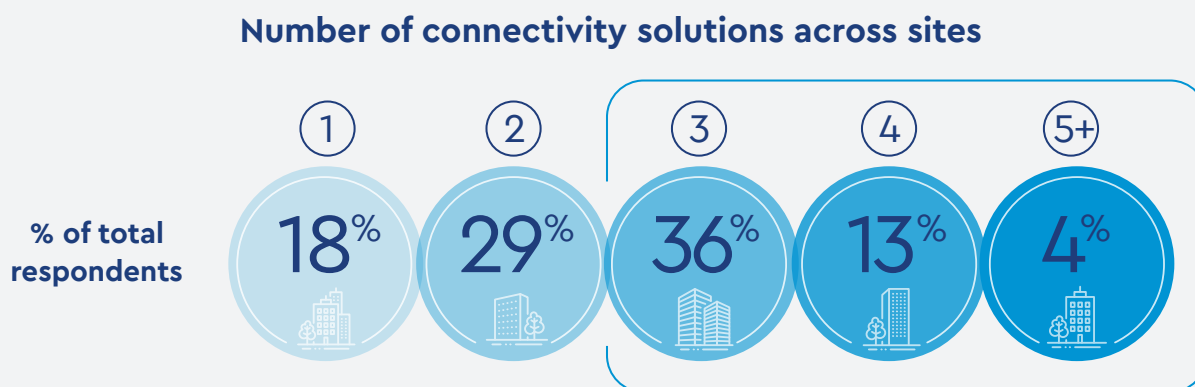 Number of connectivity solutions across sites
1 2 3 4 5+
% of total
respondents
18% 29% 36% 13% 4%